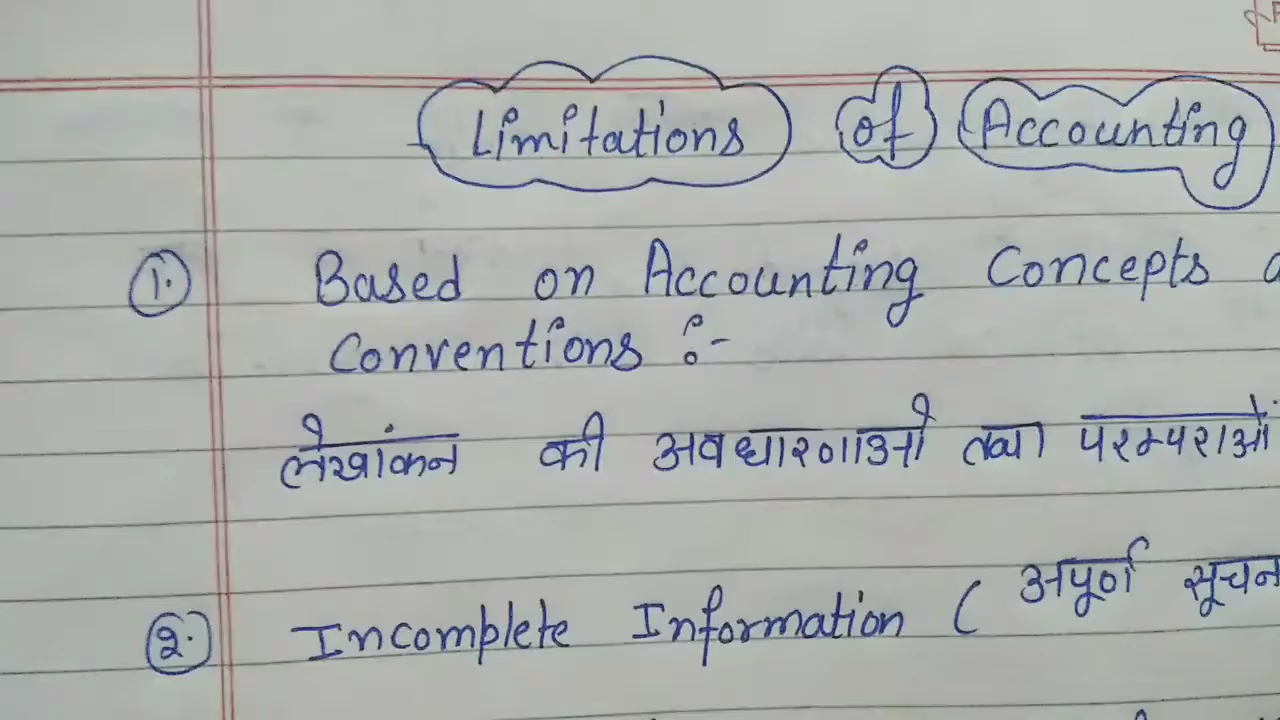 Limitations of Accounting
1. Based on Accounting Concepts
Conventions :-
लेखांकन की अवधारणाओ तथा परम्पराओं
2. Incomplete Information ( अपूर्ण सूचन